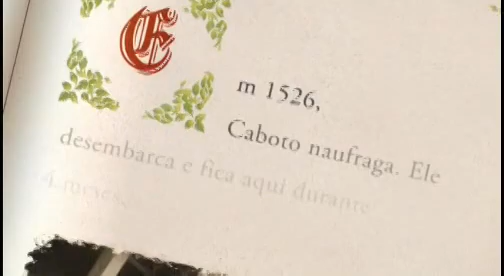 Em 1526,
Caboto naufraga. Ele
desembarca e fica aqui durante
4 meses.